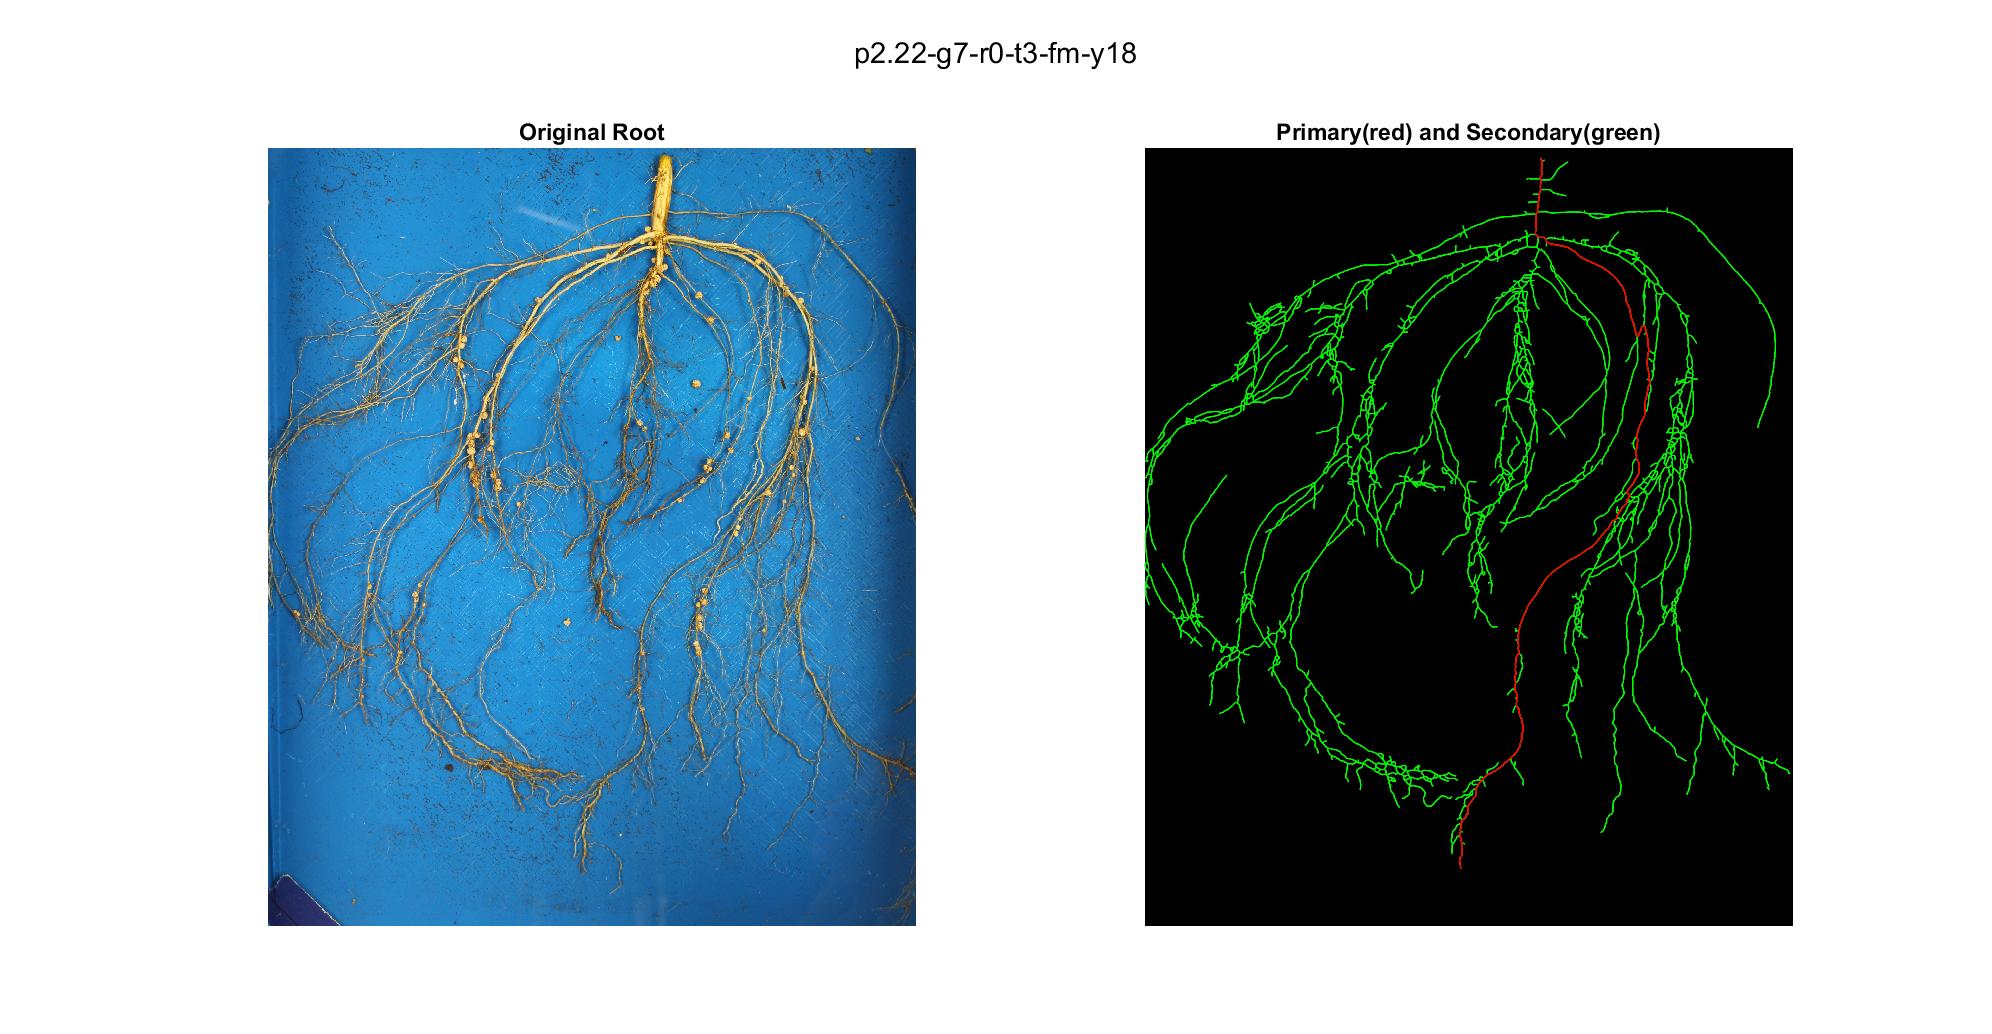 p2.22-g7-r0-t3-fm-y18
Original Root
Primary(red) and Secondary(green)